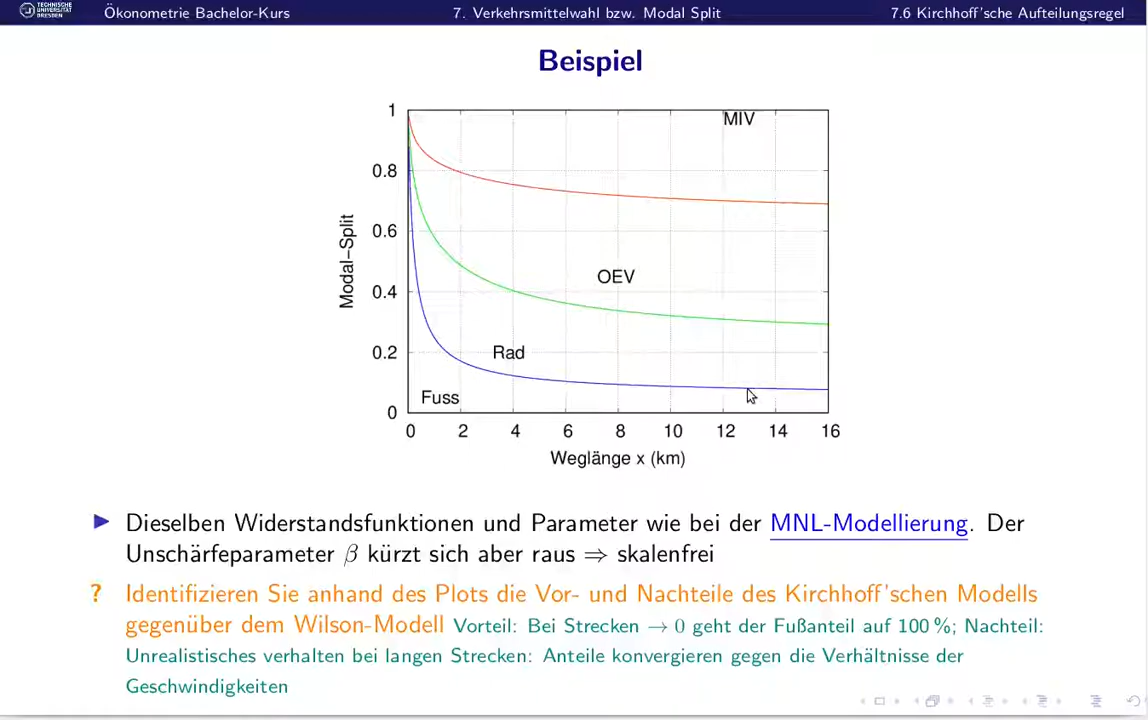 TECHNISCHE
UNIVERSITÄT
DRESDEN
Ökonometrie Bachelor-Kurs
7. Verkehrsmittelwahl bzw. Modal Split
7.6 Kirchhoff'sche Aufteilungsregel
Beispiel
1
0.8
0.6
0.4
0.2
0
Modal-Split
MIV
OEV
Rad
Fuss
0 2 4 6 8 10 12 14 16
Weglänge x (km)
Dieselben Widerstandsfunktionen und Parameter wie bei der MNL-Modellierung. Der
Unschärfeparameter β kürzt sich aber raus ⇒ skalenfrei
? Identifizieren Sie anhand des Plots die Vor- und Nachteile des Kirchhoff'schen Modells
gegenüber dem Wilson-Modell Vorteil: Bei Strecken → 0 geht der Fußanteil auf 100 %; Nachteil:
Unrealistisches verhalten bei langen Strecken: Anteile konvergieren gegen die Verhältnisse der
Geschwindigkeiten